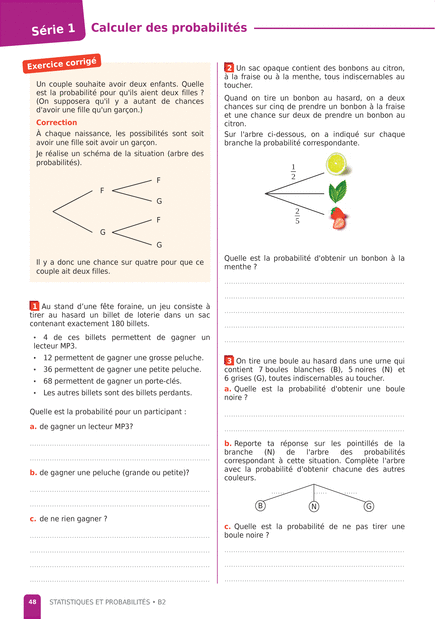 Série 1
Calculer des probabilités
Exercice corrigé
Un couple souhaite avoir deux enfants. Quelle
est la probabilité pour qu'ils aient deux filles ?
(On supposera qu'il y a autant de chances
d'avoir une fille qu'un garçon.)
Correction
À chaque naissance, les possibilités sont soit
avoir une fille soit avoir un garçon.
Je réalise un schéma de la situation (arbre des
probabilités).
F
F
G
F
G
G
Il y a donc une chance sur quatre pour que ce
couple ait deux filles.
1 Au stand d'une fête foraine, un jeu consiste à
tirer au hasard un billet de loterie dans un sac
contenant exactement 180 billets.
• 4 de ces billets permettent de gagner un
lecteur MP3.
• 12 permettent de gagner une grosse peluche.
• 36 permettent de gagner une petite peluche.
• 68 permettent de gagner un porte-clés.
• Les autres billets sont des billets perdants.
Quelle est la probabilité pour un participant :
a. de gagner un lecteur MP3?
b. de gagner une peluche (grande ou petite)?
c. de ne rien gagner ?
2 Un sac opaque contient des bonbons au citron,
à la fraise ou à la menthe, tous indiscernables au
toucher.
Quand on tire un bonbon au hasard, on a deux
chances sur cinq de prendre un bonbon à la fraise
et une chance sur deux de prendre un bonbon au
citron.
Sur l'arbre ci-dessous, on a indiqué sur chaque
branche la probabilité correspondante.
1
2
2
5
Quelle est la probabilité d'obtenir un bonbon à la
menthe ?
3 On tire une boule au hasard dans une urne qui
contient 7 boules blanches (B), 5 noires (N) et
6 grises (G), toutes indiscernables au toucher.
a. Quelle est la probabilité d'obtenir une boule
noire ?
b. Reporte ta réponse sur les pointillés de la
branche (N) de l'arbre des probabilités
correspondant à cette situation. Complète l'arbre
avec la probabilité d'obtenir chacune des autres
couleurs.
B
N
G
c. Quelle est la probabilité de ne pas tirer une
boule noire ?
48 STATISTIQUES ET PROBABILITÉS • B2